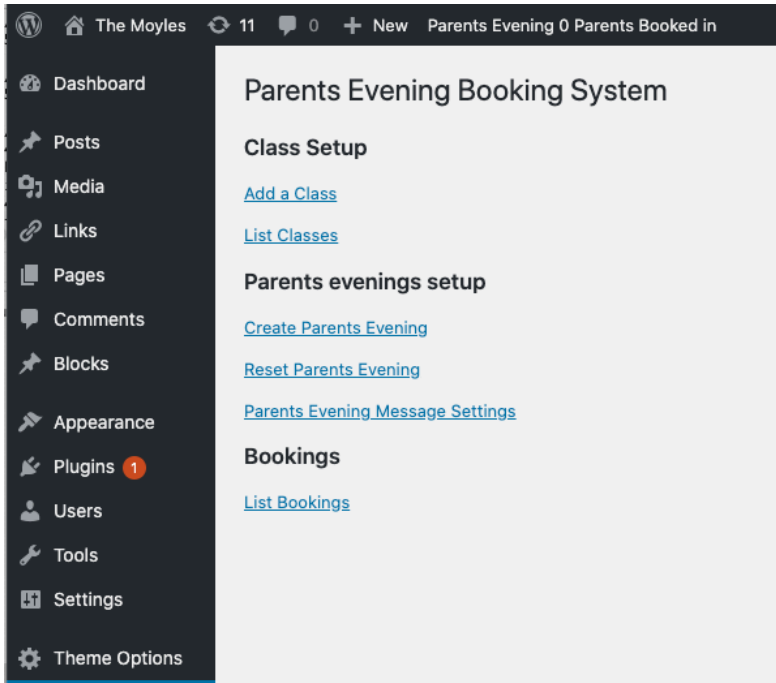 The Moyles 11 0 New Parents Evening 0 Parents Booked in
Dashboard
Posts
Media
Links
Pages
Comments
Blocks
Appearance
Plugins 1
Users
Tools
Settings
Theme Options
Parents Evening Booking System
Class Setup
Add a Class
List Classes
Parents evenings setup
Create Parents Evening
Reset Parents Evening
Parents Evening Message Settings
Bookings
List Bookings